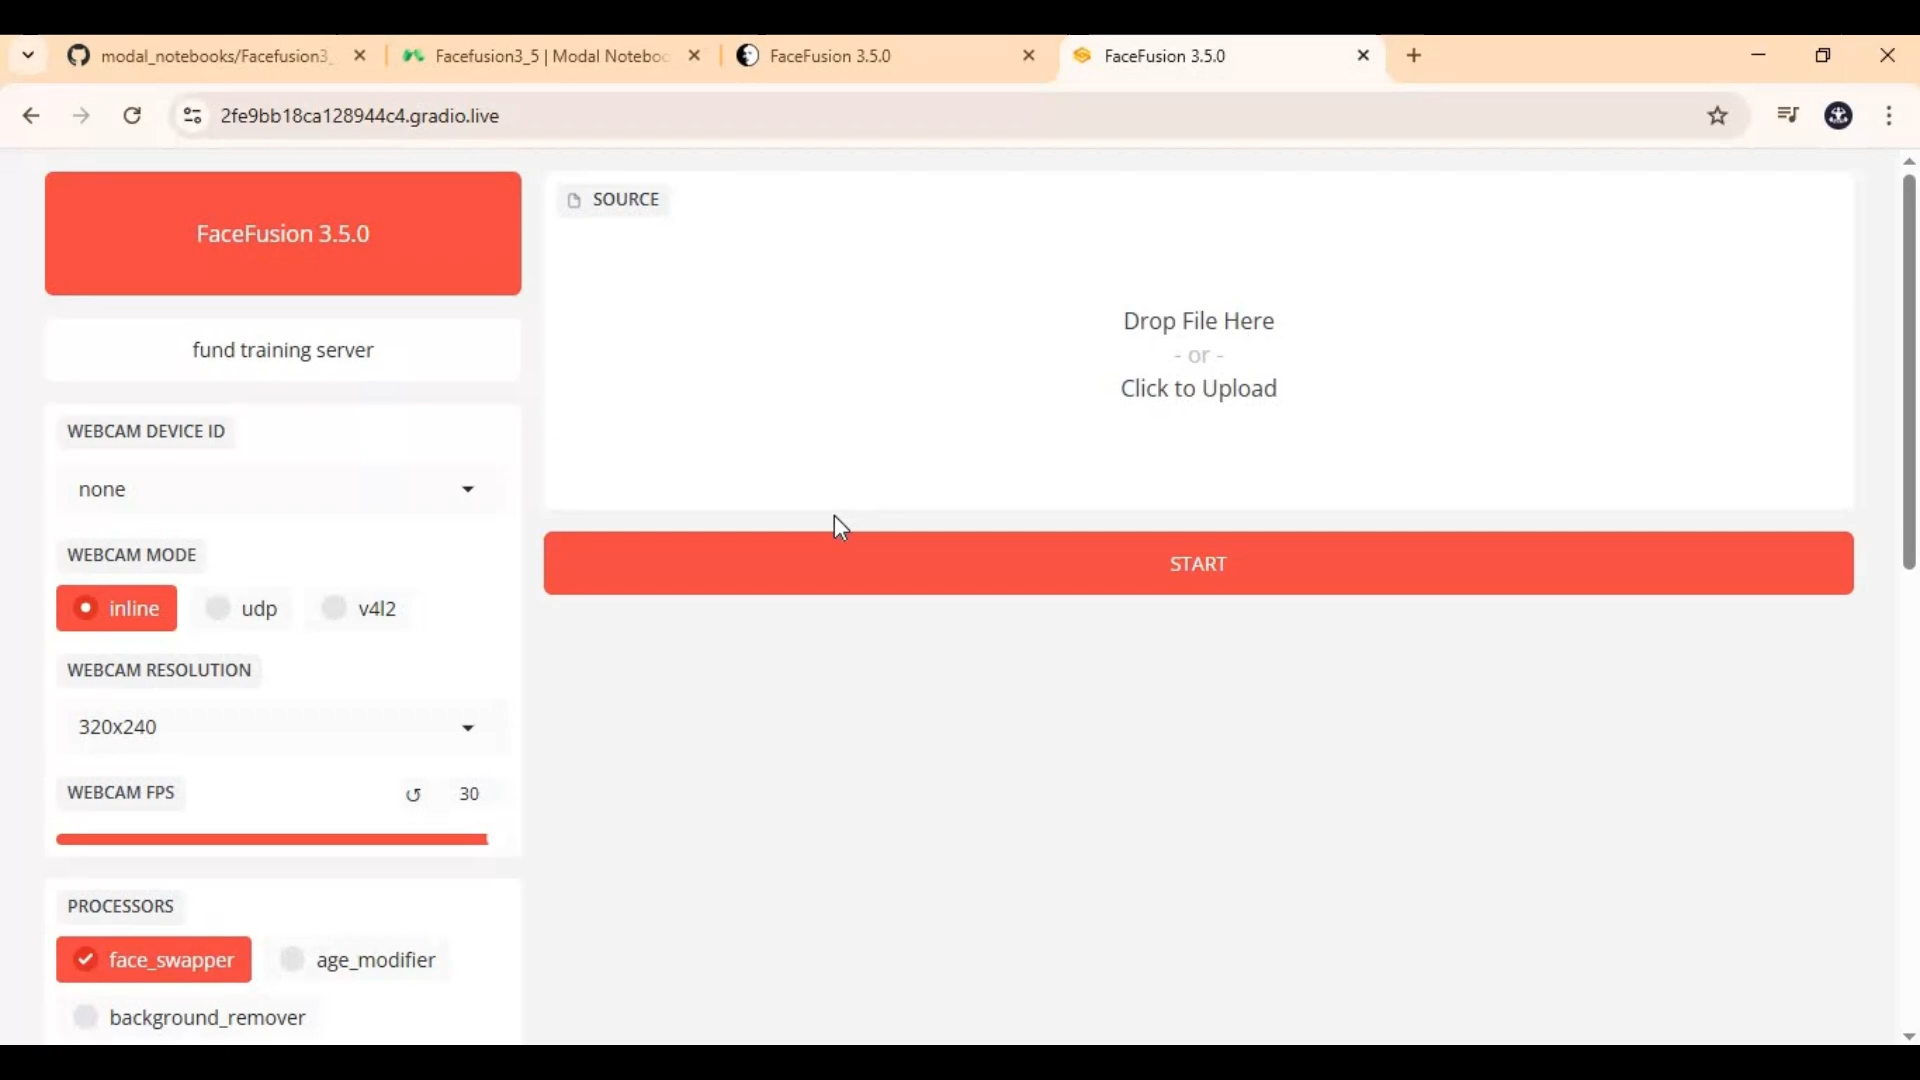 modal_notebooks/Facefusion3_
Facefusion3_5 | Modal Noteboo
FaceFusion 3.5.0
FaceFusion 3.5.0
2fe9bb18ca128944c4.gradio.live
FaceFusion 3.5.0
fund training server
WEBCAM DEVICE ID
none
WEBCAM MODE
inline
udp
v4l2
WEBCAM RESOLUTION
320x240
WEBCAM FPS
30
PROCESSORS
face_swapper
age_modifier
background_remover
SOURCE
Drop File Here
- or -
Click to Upload
START